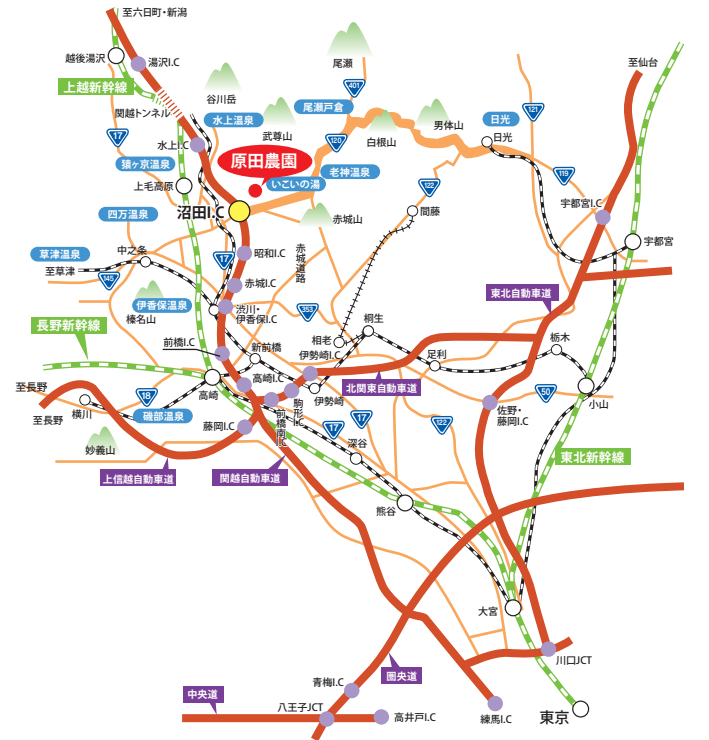 至六日町・新潟
越後湯沢
湯沢I.C
尾瀬
至仙台
上越新幹線
谷川岳
401
関越トンネル
水上温泉
武尊山
尾瀬戸倉
白根山
男体山
日光
121
17
水上I.C
120
日光
猿ヶ京温泉
原田農園
老神温泉
119
上毛高原
いこいの湯
122
宇都宮I.C
四万温泉
沼田I.C
赤城山
間藤
宇都宮
草津温泉
中之条
17
昭和I.C
赤城道路
至草津
145
赤城I.C
東北自動車道
伊香保温泉
渋川・
伊香保I.C
353
桐生
榛名山
長野新幹線
前橋I.C
新前橋
相老
伊勢崎I.C
足利
栃木
至長野
高崎
高崎I.C
北関東自動車道
18
伊勢崎
50
小山
至長野
横川
磯部温泉
藤岡I.C
前橋南I.C
駒形I.C
佐野・
藤岡I.C
17
17
122
妙義山
深谷
東北新幹線
上信越自動車道
関越自動車道
熊谷
大宮
川口JCT
青梅I.C
圏央道
中央道
八王子JCT
高井戸I.C
練馬I.C
東京